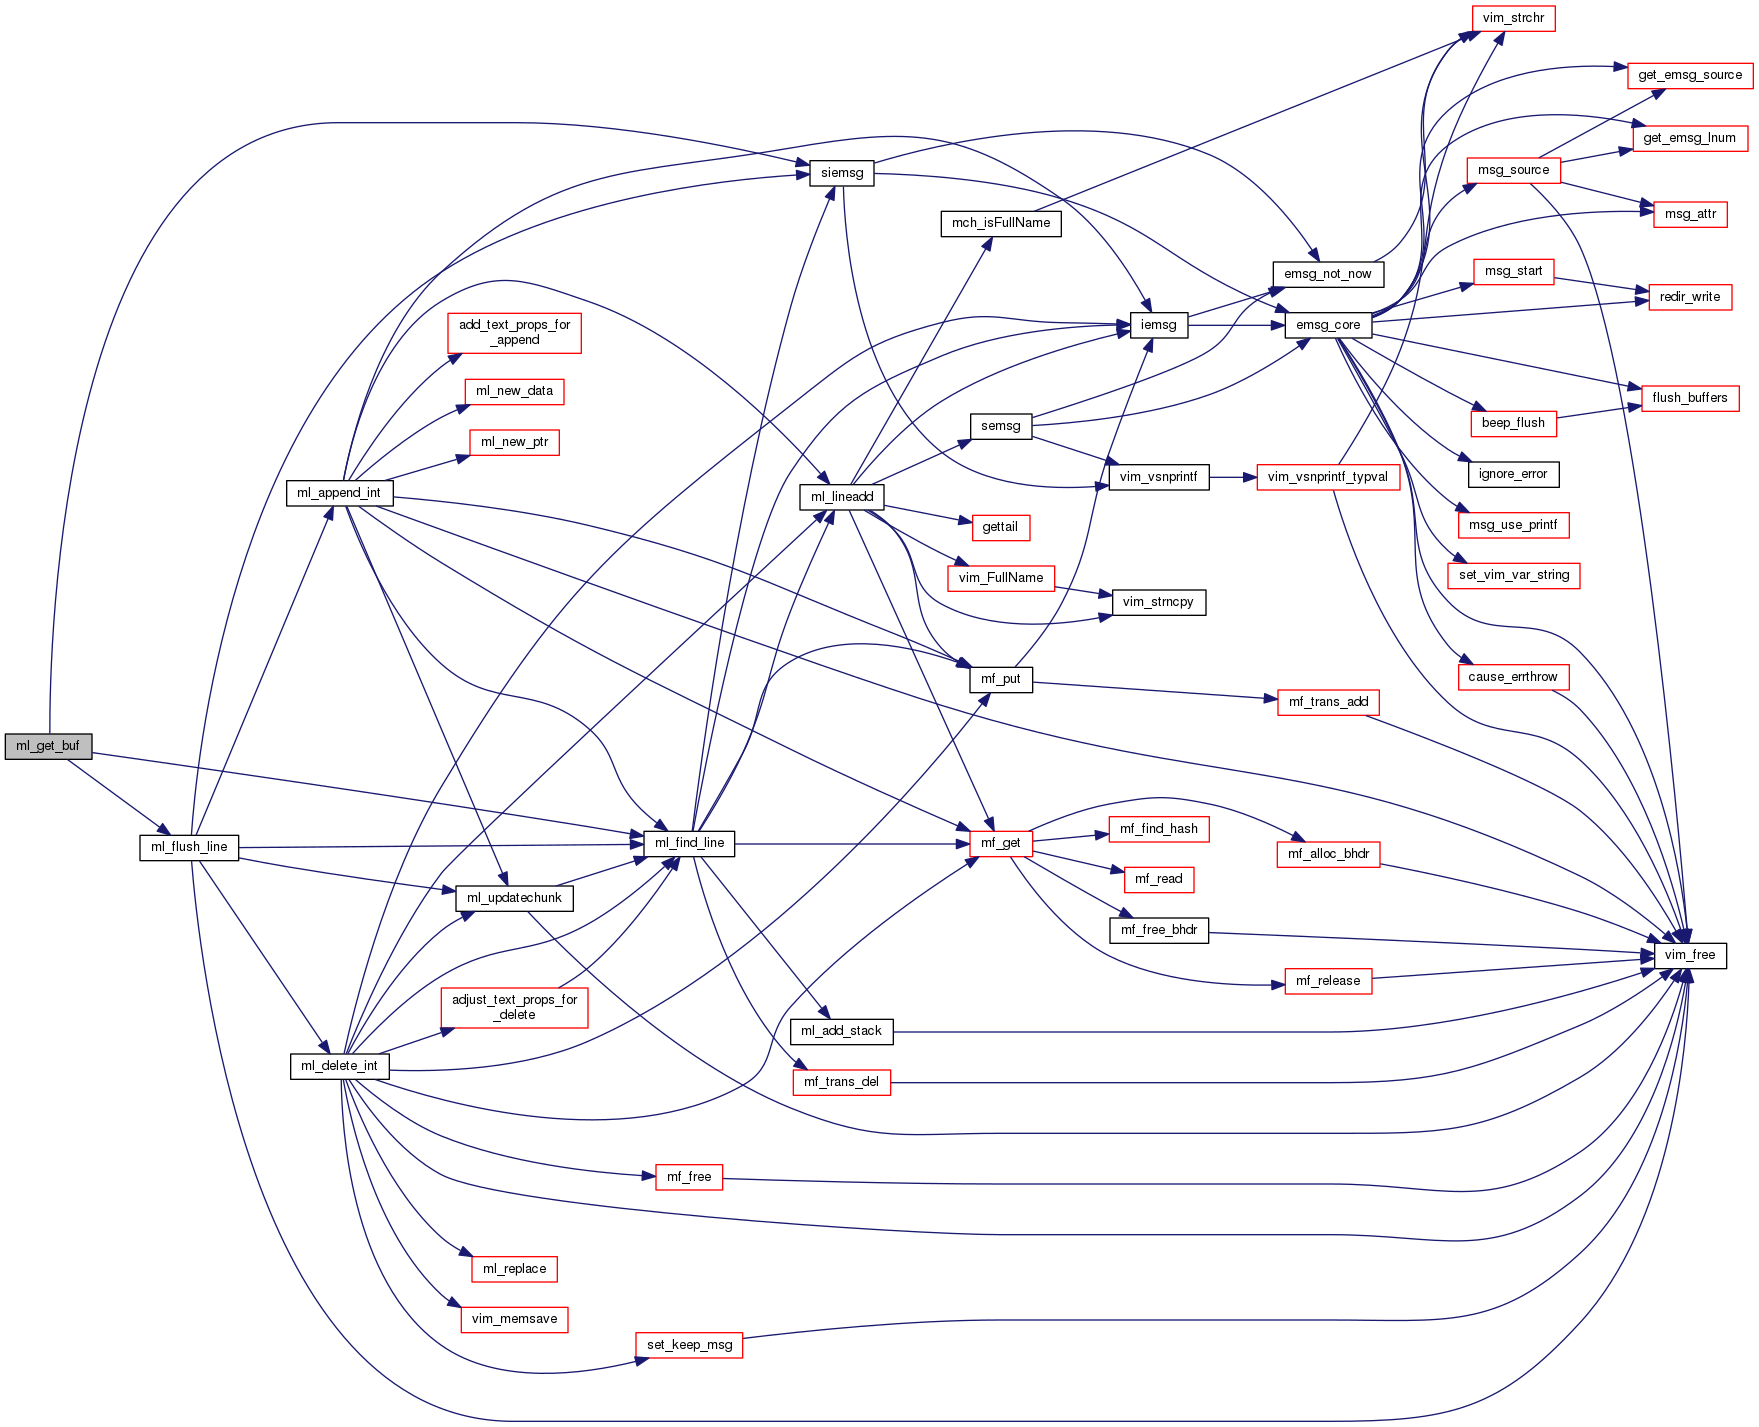 vim_strchr
get_emsg_source
get_emsg_lnum
siemsg
msg_source
mch_isFullName
msg_attr
emsg_not_now
msg_start
redir_write
add_text_props_for
_append
iemsg
emsg_core
ml_new_data
flush_buffers
semsg
beep_flush
ml_new_ptr
vim_vsnprintf
vim_vsnprintf_typval
ignore_error
ml_append_int
ml_lineadd
gettail
msg_use_printf
vim_FullName
set_vim_var_string
vim_strncpy
mf_put
cause_errthrow
mf_trans_add
ml_get_buf
mf_find_hash
ml_flush_line
ml_find_line
mf_get
mf_alloc_bhdr
mf_read
ml_updatechunk
mf_free_bhdr
vim_free
mf_release
adjust_text_props_for
_delete
ml_add_stack
ml_delete_int
mf_trans_del
mf_free
ml_replace
vim_memsave
set_keep_msg